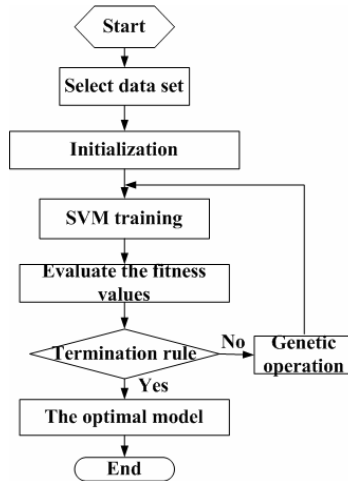 Start
Select data set
Initialization
SVM training
Evaluate the fitness
values
Termination rule
No
Genetic
operation
Yes
The optimal model
End